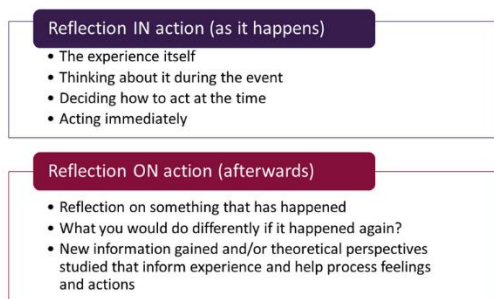 Reflection IN action (as it happens)
• The experience itself
• Thinking about it during the event
• Deciding how to act at the time
• Acting immediately
Reflection ON action (afterwards)
• Reflection on something that has happened
• What you would do differently if it happened again?
• New information gained and/or theoretical perspectives
studied that inform experience and help process feelings
and actions